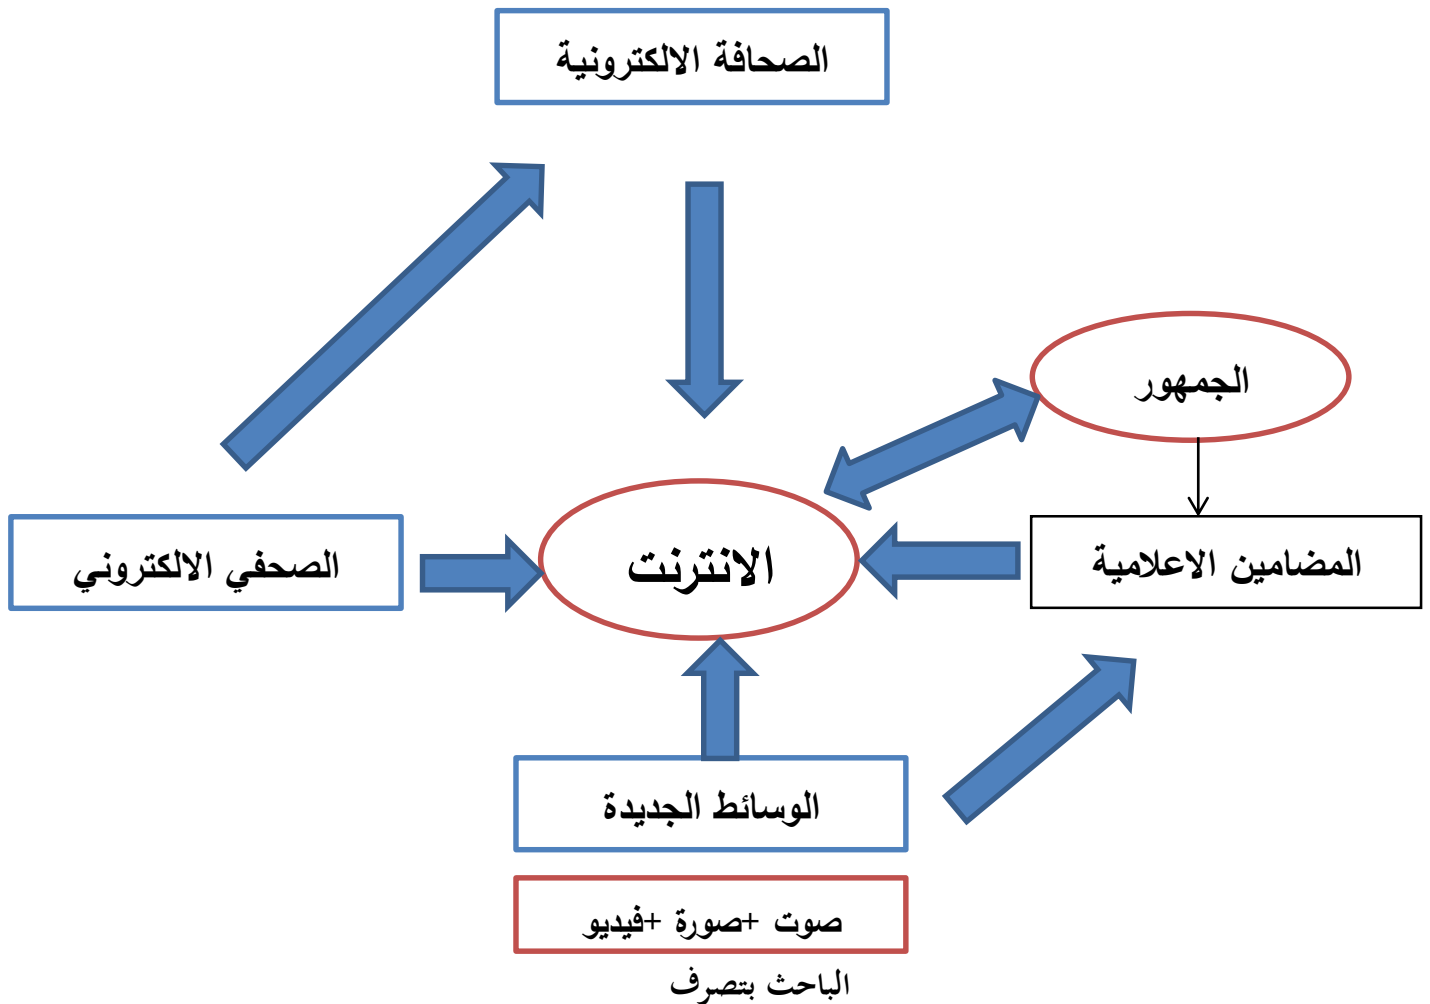 الصحافة الالكترونية
الجمهور
المضامين الاعلامية
الانترنت
الصحفي الالكتروني
الوسائط الجديدة
صوت +صورة +فيديو
الباحث بتصرف